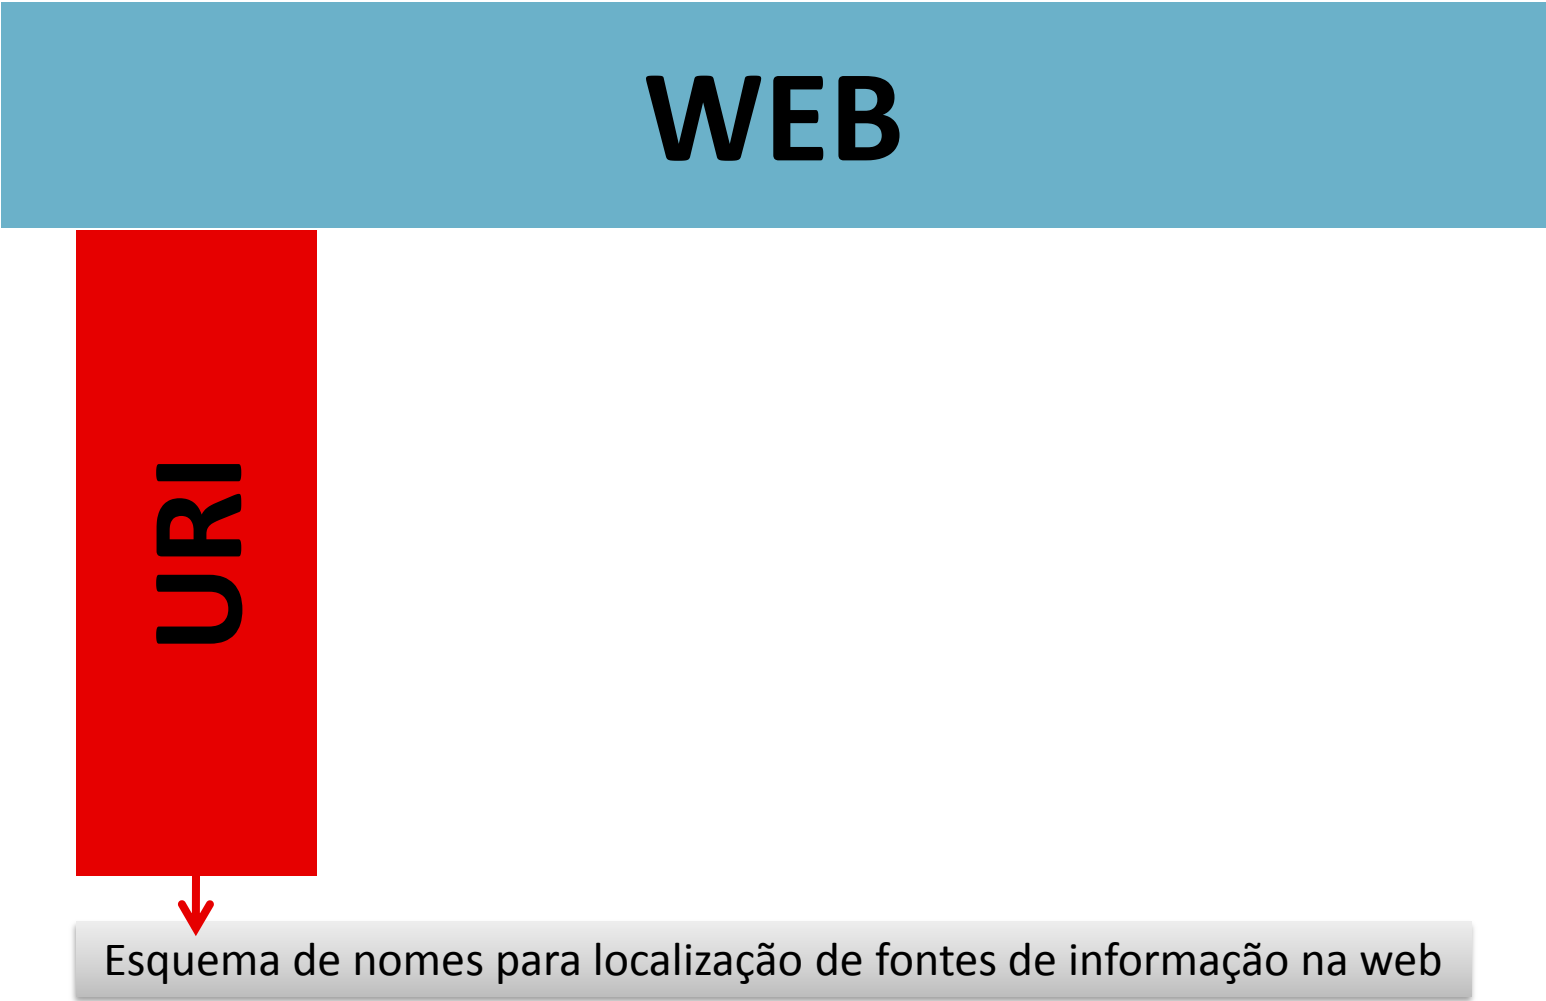 WEB
URI
Esquema de nomes para localização de fontes de informação na web